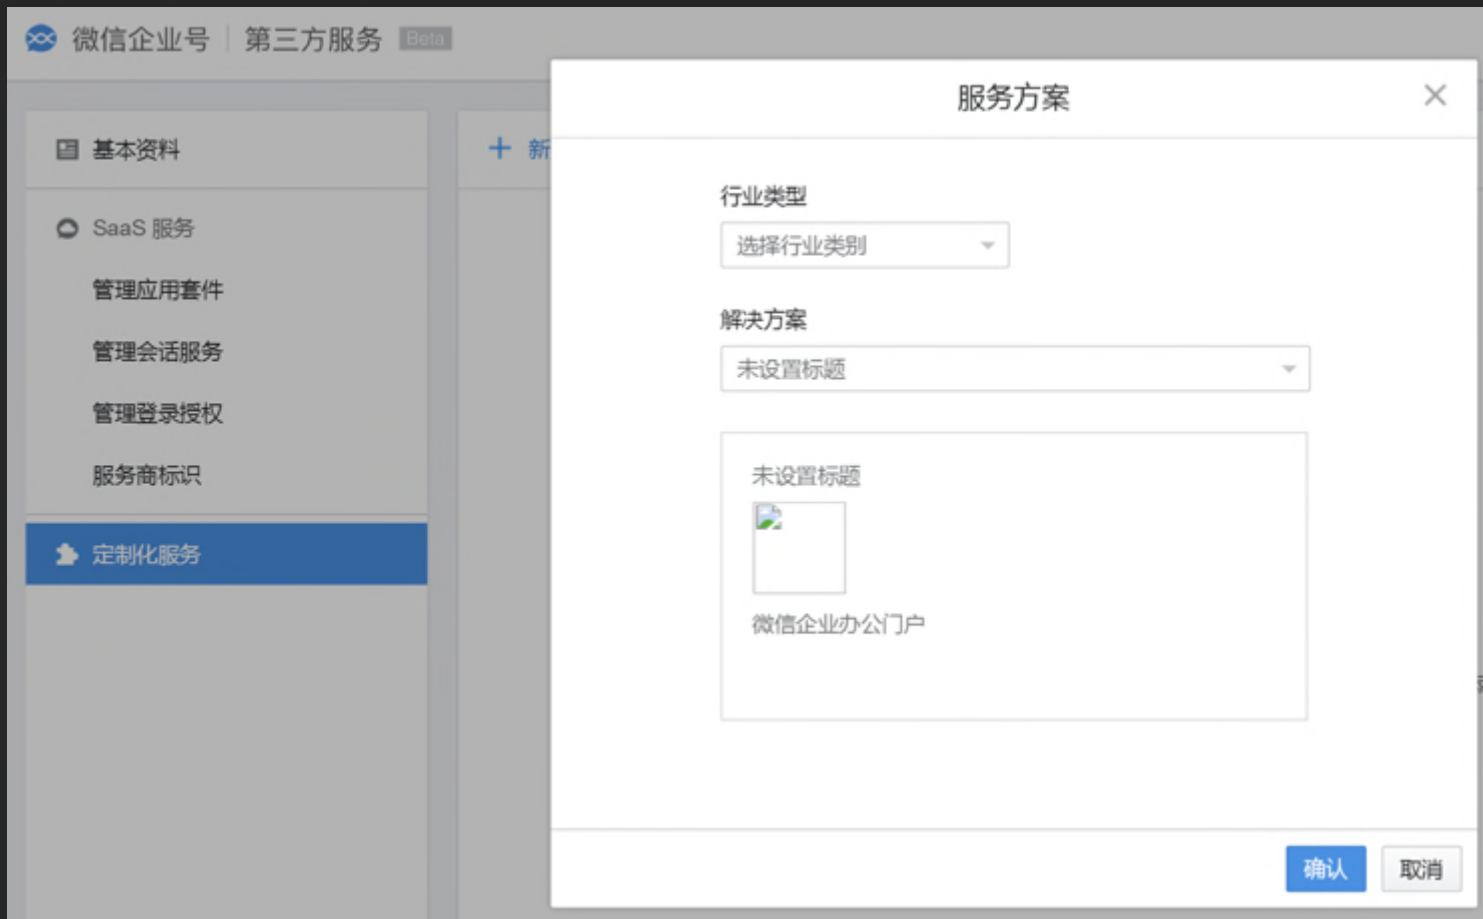 微信企业号 第三方服务 Beta
基本资料
SaaS 服务
管理应用套件
管理会话服务
管理登录授权
服务商标识
定制化服务
新
服务方案
行业类型
选择行业类别
解决方案
未设置标题
未设置标题
微信企业办公门户
确认 取消